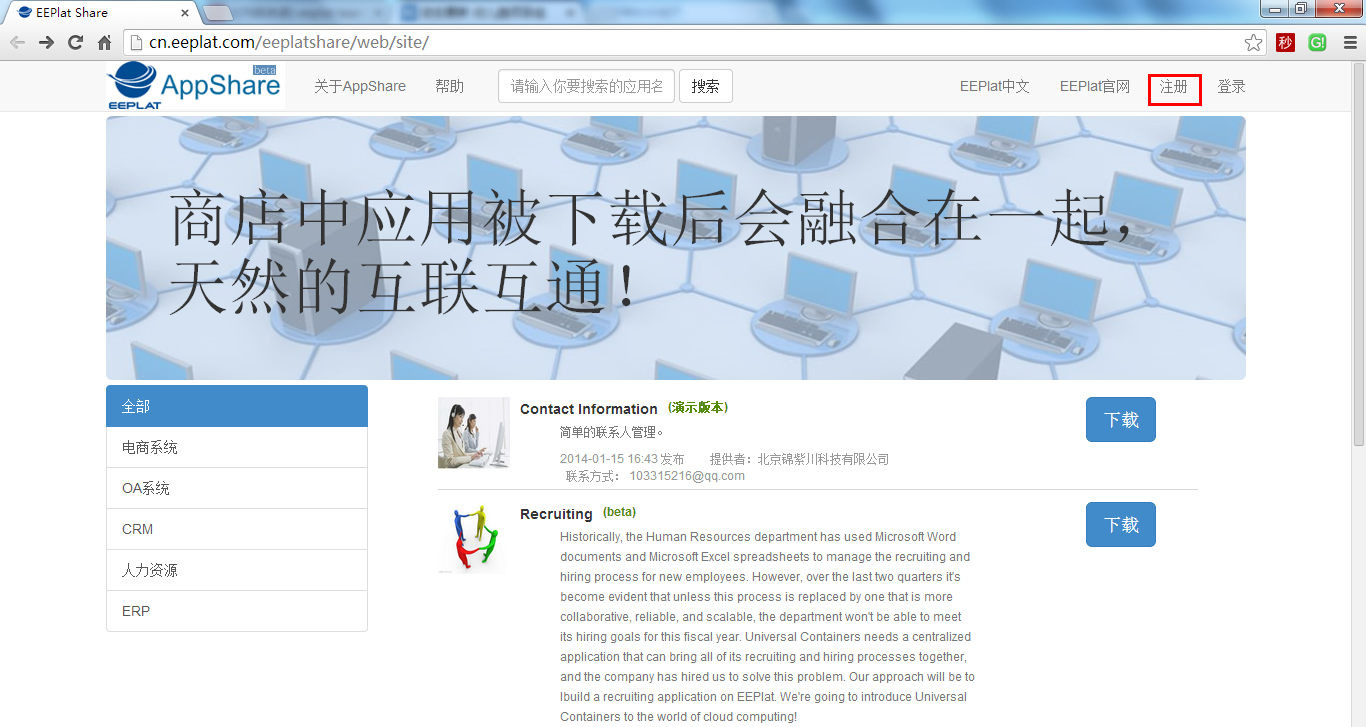 EEPlat Share
cn.eeplat.com/eeplatshare/web/site/
秒
G!
EEPLAT
AppShare
beta
关于AppShare
帮助
请输入你要搜索的应用名
搜索
EEPlat中文
EEPlat官网
注册
登录
商店中应用被下载后会融合在一起，
天然的互联互通！
全部
电商系统
OA系统
CRM
人力资源
ERP
Contact Information (演示版本)
简单的联系人管理。
2014-01-15 16:43 发布 提供者：北京锦紫川科技有限公司
联系方式： 103315216@qq.com
下载
Recruiting (beta)
Historically, the Human Resources department has used Microsoft Word
documents and Microsoft Excel spreadsheets to manage the recruiting and
hiring process for new employees. However, over the last two quarters it's
become evident that unless this process is replaced by one that is more
collaborative, reliable, and scalable, the department won't be able to meet
its hiring goals for this fiscal year. Universal Containers needs a centralized
application that can bring all of its recruiting and hiring processes together,
and the company has hired us to solve this problem. Our approach will be to
lbuild a recruiting application on EEPlat. We're going to introduce Universal
Containers to the world of cloud computing!
下载